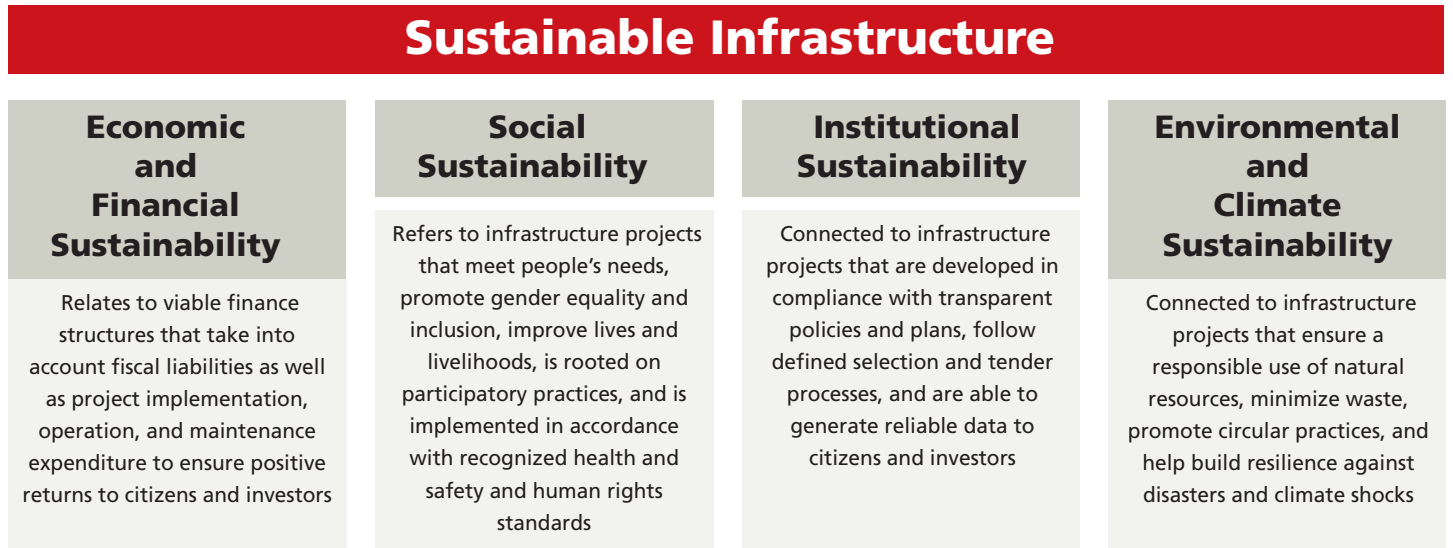 Sustainable Infrastructure
Economic
and
Financial
Sustainability
Relates to viable finance
structures that take into
account fiscal liabilities as well
as project implementation,
operation, and maintenance
expenditure to ensure positive
returns to citizens and investors
Social
Sustainability
Refers to infrastructure projects
that meet people’s needs,
promote gender equality and
inclusion, improve lives and
livelihoods, is rooted on
participatory practices, and is
implemented in accordance
with recognized health and
safety and human rights
standards
Institutional
Sustainability
Connected to infrastructure
projects that are developed in
compliance with transparent
policies and plans, follow
defined selection and tender
processes, and are able to
generate reliable data to
citizens and investors
Environmental
and
Climate
Sustainability
Connected to infrastructure
projects that ensure a
responsible use of natural
resources, minimize waste,
promote circular practices, and
help build resilience against
disasters and climate shocks